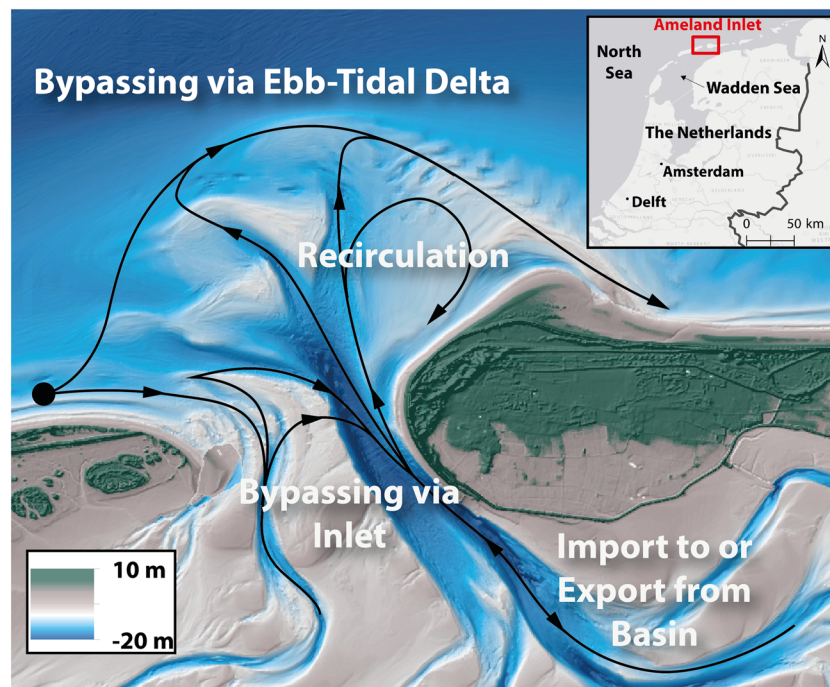 Bypassing via Ebb-Tidal Delta
Ameland Inlet
N
North
Sea
Wadden Sea
The Netherlands
Amsterdam
Delft
0 50 km
Recirculation
Bypassing via
Inlet
Import to or
Export from
Basin
10 m
-20 m